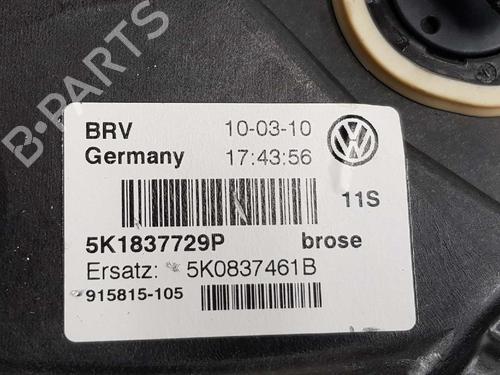 B-PARTS
BRV 10-03-10
Germany 17:43:56
11S
5K1837729P brose
Ersatz: 5K0837461B
915815-105